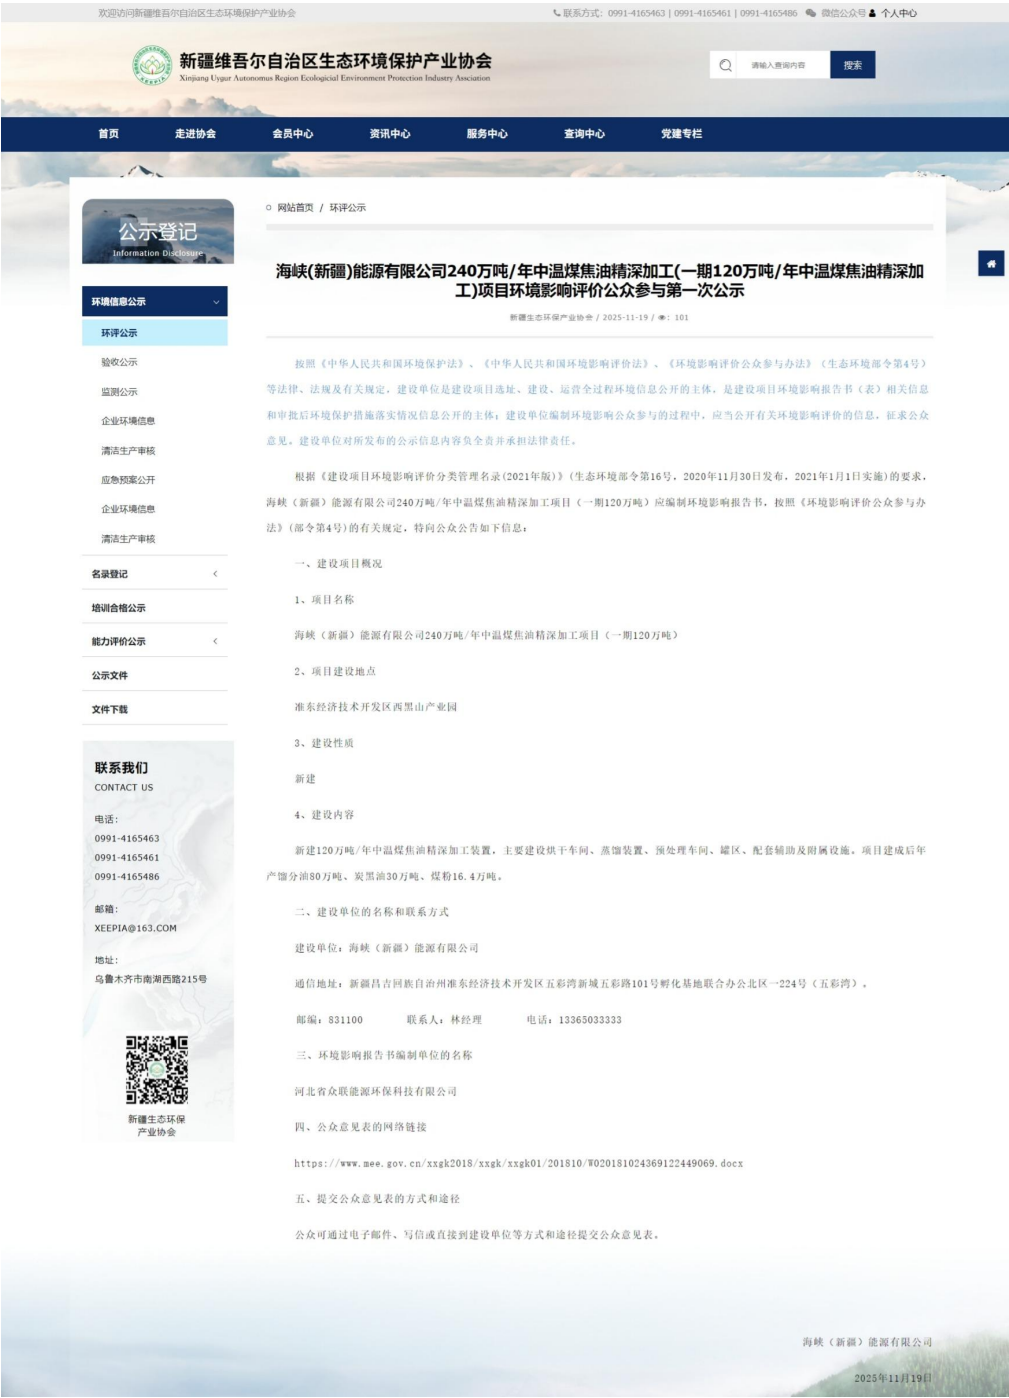 欢迎访问新疆维吾尔自治区生态环境保护产业协会
联系方式：0991-4165463 | 0991-4165461 | 0991-4165486 微信公众号 个人中心
新疆维吾尔自治区生态环境保护产业协会
Xinjiang Uygur Autonomus Region Ecologicial Environment Protection Industry Assciation
XEEPIA
请输入查询内容
搜索
首页 走进协会 会员中心 资讯中心 服务中心 查询中心 党建专栏
公示登记
Information Disclosure
环境信息公示
环评公示
验收公示
监测公示
企业环境信息
清洁生产审核
应急预案公开
企业环境信息
清洁生产审核
名录登记
培训合格公示
能力评价公示
公示文件
文件下载
联系我们
CONTACT US
电话：
0991-4165463
0991-4165461
0991-4165486
邮箱：
XEEPIA@163.COM
地址：
乌鲁木齐市南湖西路215号
新疆生态环保
产业协会
网站首页 / 环评公示
海峡(新疆)能源有限公司240万吨/年中温煤焦油精深加工(一期120万吨/年中温煤焦油精深加
工)项目环境影响评价公众参与第一次公示
新疆生态环保产业协会 / 2025-11-19 / ：101
按照《中华人民共和国环境保护法》、《中华人民共和国环境影响评价法》、《环境影响评价公众参与办法》（生态环境部令第4号）
等法律、法规及有关规定，建设单位是建设项目选址、建设、运营全过程环境信息公开的主体，是建设项目环境影响报告书（表）相关信息
和审批后环境保护措施落实情况信息公开的主体；建设单位编制环境影响公众参与的过程中，应当公开有关环境影响评价的信息，征求公众
意见。建设单位对所发布的公示信息内容负全责并承担法律责任。
根据《建设项目环境影响评价分类管理名录(2021年版)》(生态环境部令第16号，2020年11月30日发布，2021年1月1日实施)的要求，
海峡（新疆）能源有限公司240万吨/年中温煤焦油精深加工项目（一期120万吨）应编制环境影响报告书，按照《环境影响评价公众参与办
法》(部令第4号)的有关规定，特向公众公告如下信息：
一、建设项目概况
1、项目名称
海峡（新疆）能源有限公司240万吨/年中温煤焦油精深加工项目（一期120万吨）
2、项目建设地点
准东经济技术开发区西黑山产业园
3、建设性质
新建
4、建设内容
新建120万吨/年中温煤焦油精深加工装置，主要建设烘干车间、蒸馏装置、预处理车间、罐区、配套辅助及附属设施。项目建成后年
产馏分油80万吨、炭黑油30万吨、煤粉16.4万吨。
二、建设单位的名称和联系方式
建设单位：海峡（新疆）能源有限公司
通信地址：新疆昌吉回族自治州准东经济技术开发区五彩湾新城五彩路101号孵化基地联合办公北区一224号（五彩湾）。
邮编：831100 联系人：林经理 电话：13365033333
三、环境影响报告书编制单位的名称
河北省众联能源环保科技有限公司
四、公众意见表的网络链接
https://www.mee.gov.cn/xxgk2018/xxgk/xxgk01/201810/W020181024369122449069.docx
五、提交公众意见表的方式和途径
公众可通过电子邮件、写信或直接到建设单位等方式和途径提交公众意见表。
海峡（新疆）能源有限公司
2025年11月19日